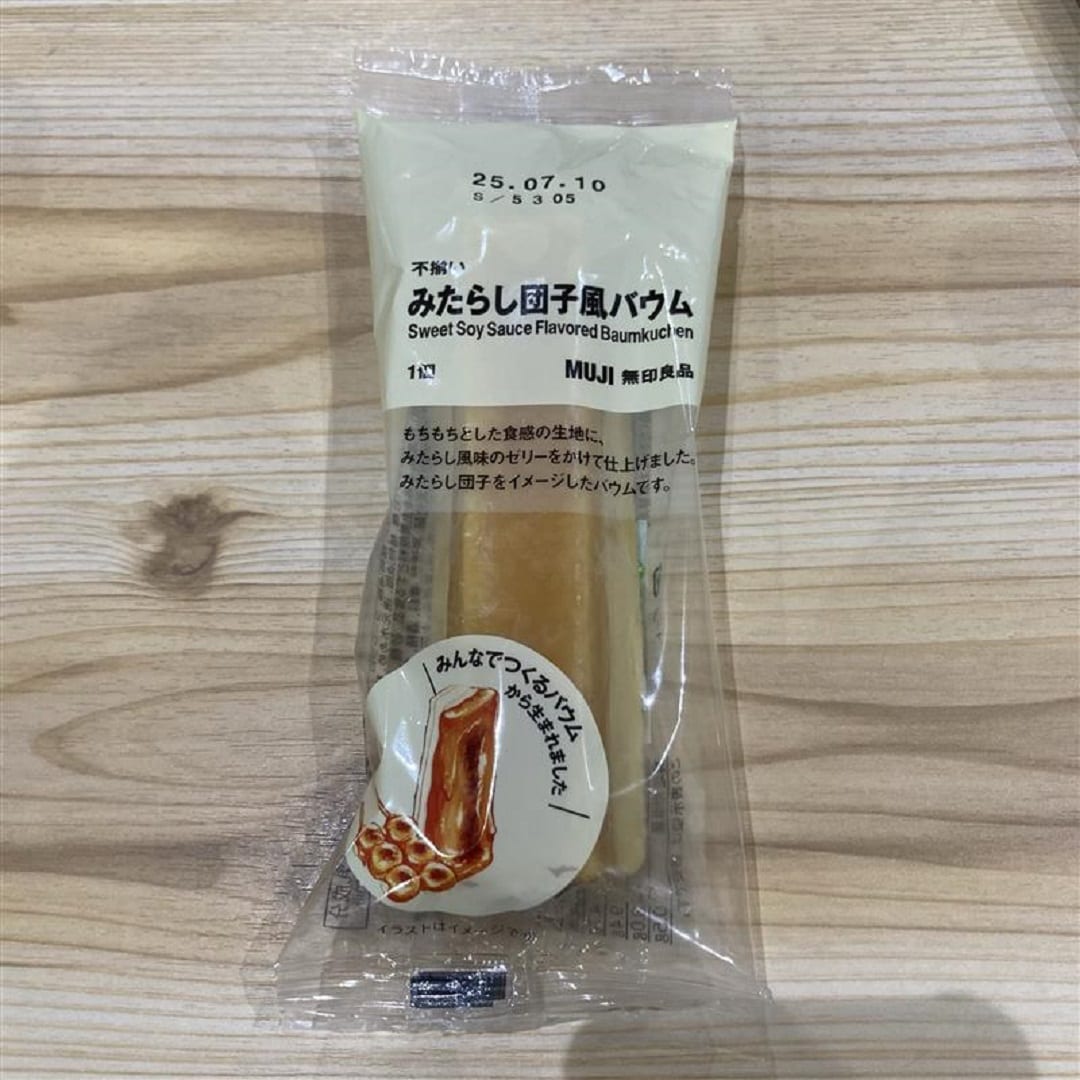 25.07.10
S/5 3 05
不揃い
みたらし団子風バウム
Sweet Soy Sauce Flavored Baumkuchen
1個
MUJI 無印良品
もちもちとした食感の生地に、
みたらし風味のゼリーをかけて仕上げました。
みたらし団子をイメージしたバウムです。
みんなでつくるバウム
から生まれました
イラストはイメージです